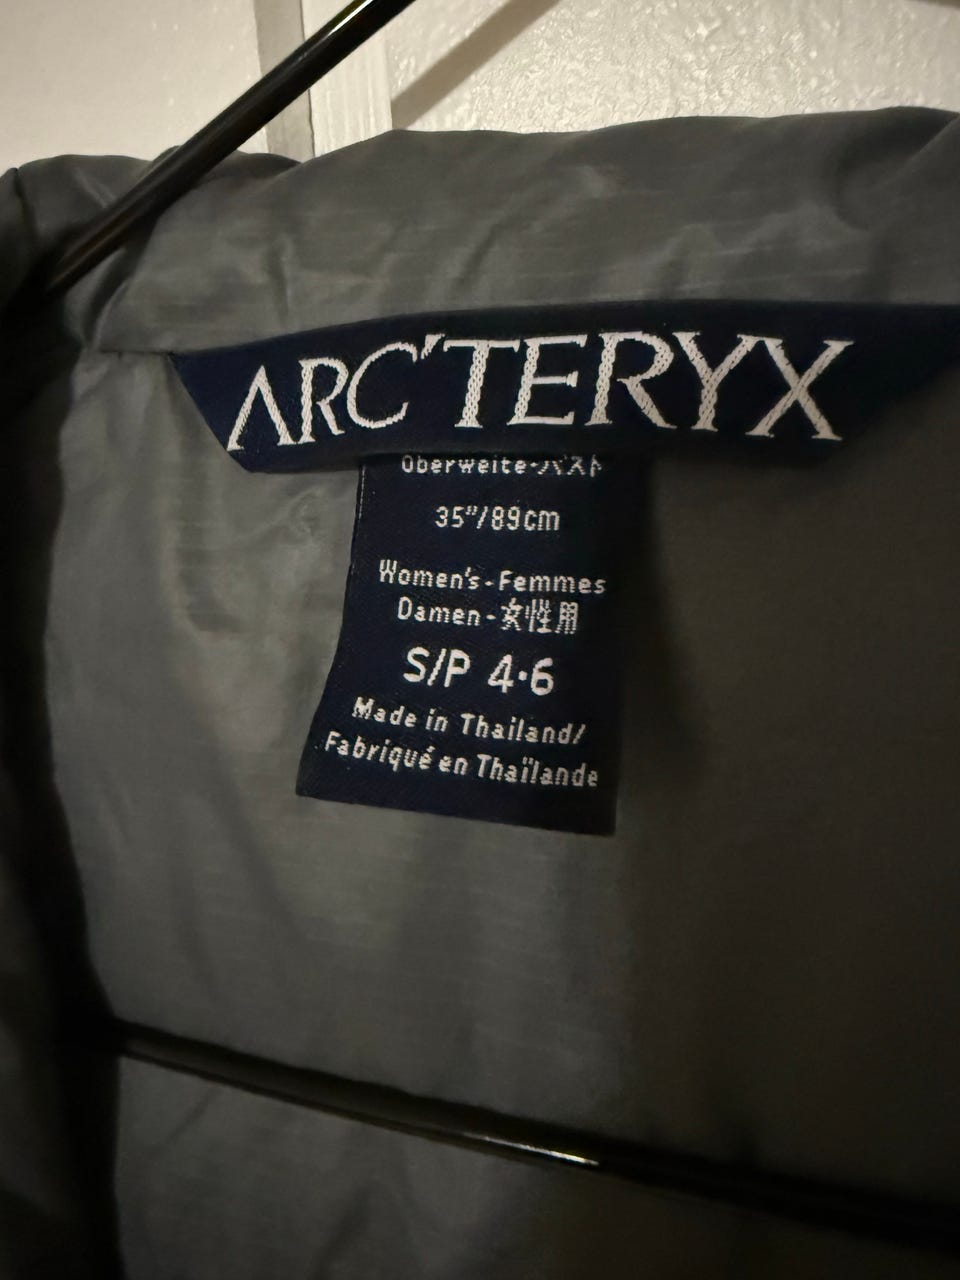 ARC'TERYX
Oberweite·バスト
35"/89cm
Women's-Femmes
Damen-女性用
S/P 4·6
Made in Thailand/
Fabriqué en Thaïlande